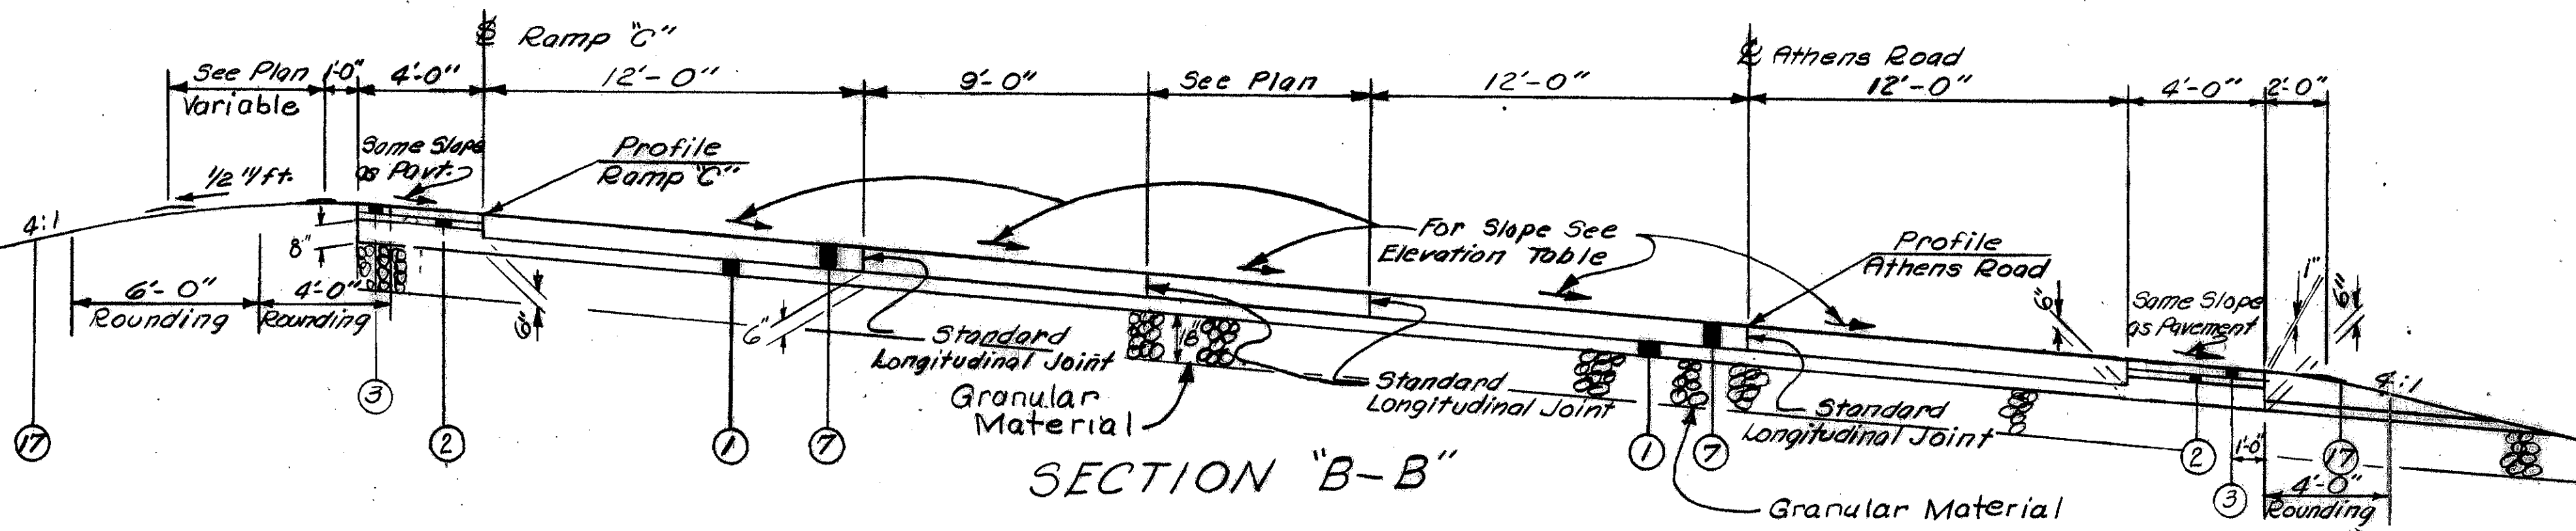 ℄ Ramp "C"
℄ Athens Road
See Plan
Variable
1'-0"
4'-0"
12'-0"
9'-0"
See Plan
12'-0"
12'-0"
4'-0"
2'-0"
Same Slope
as Pavt.
1/2 "/ft.
4:1
8"
Profile
Ramp "C"
For Slope See
Elevation Table
Profile
Athens Road
6"
Same Slope
as Pavement
1"
6"
4:1
6'-0"
Rounding
4'-0"
Rounding
6"
6"
Standard
Longitudinal Joint
18"
Granular
Material
Standard
Longitudinal Joint
Standard
Longitudinal Joint
1'-0"
4'-0"
Rounding
17
3
2
1
7
1
7
2
3
17
SECTION "B-B"
Granular Material